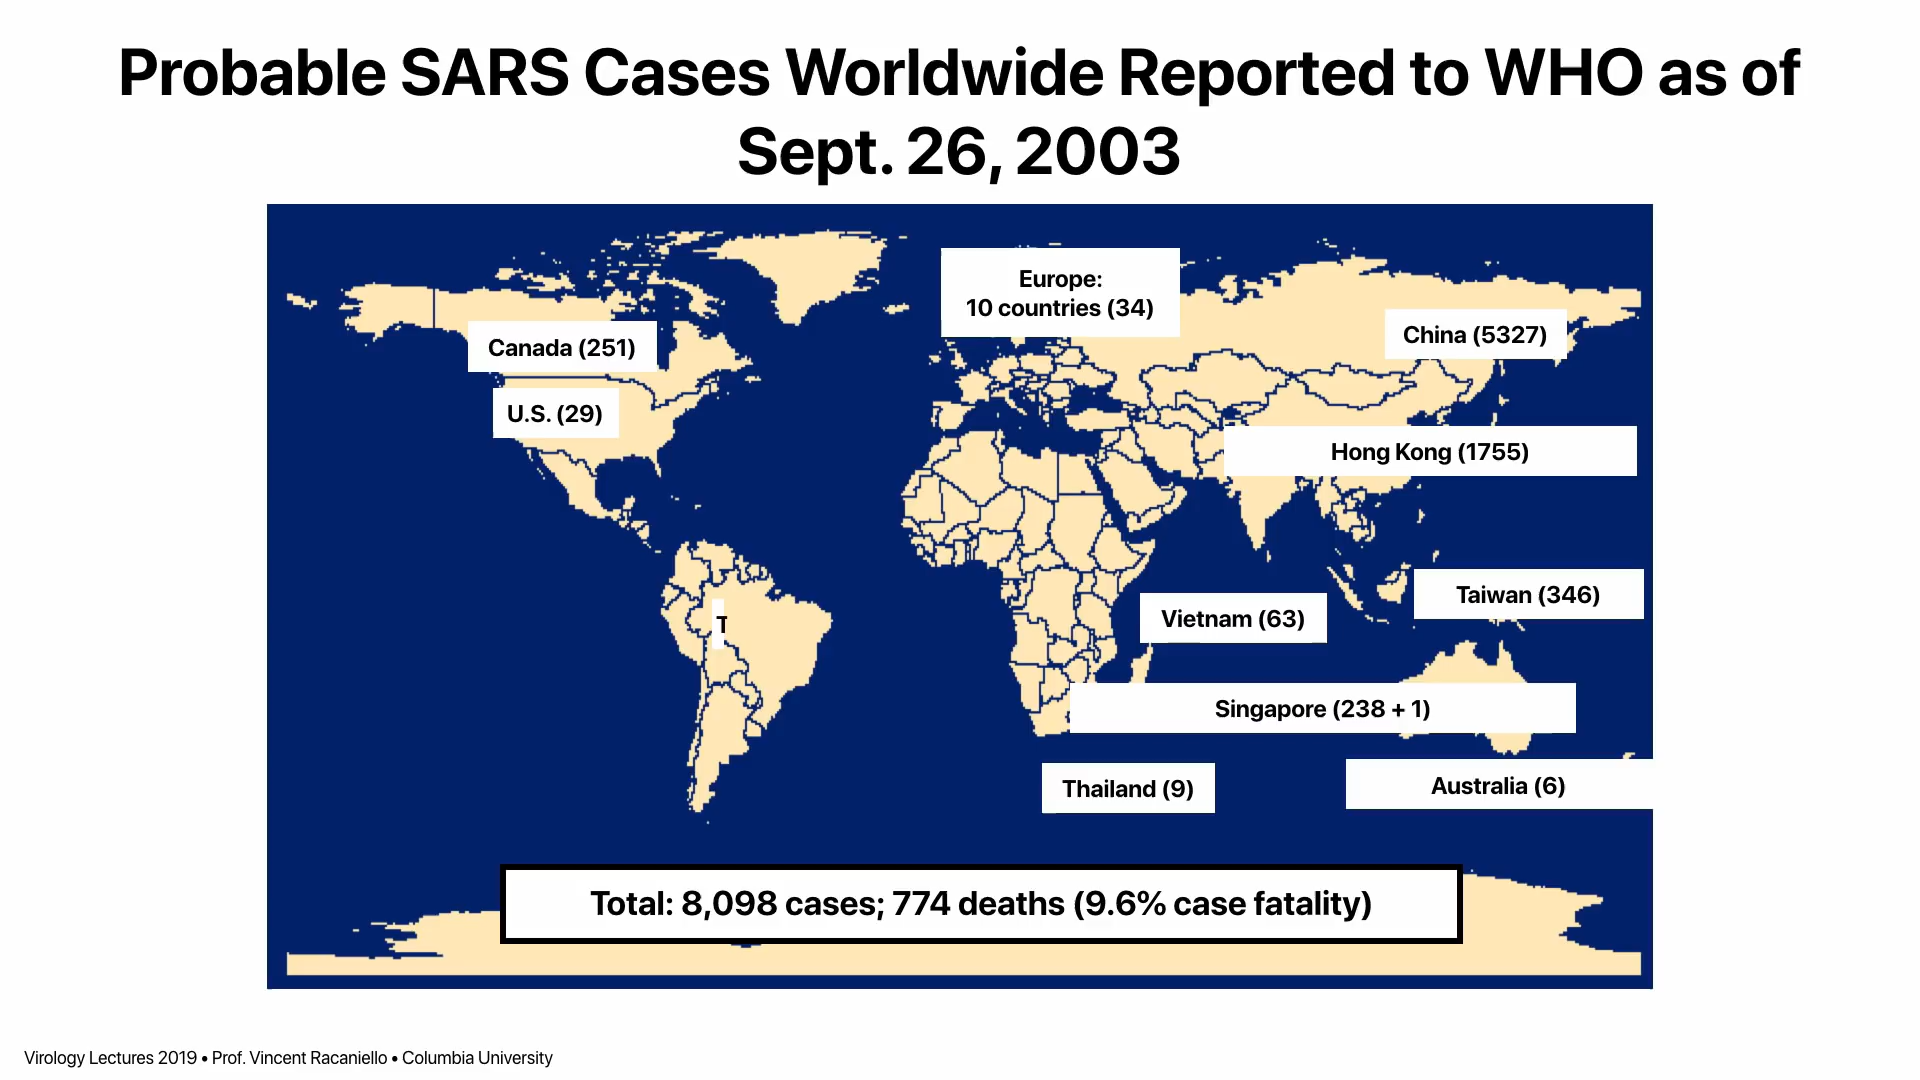 Probable SARS Cases Worldwide Reported to WHO as of
Sept. 26, 2003
Europe:
10 countries (34)
China (5327)
Canada (251)
U.S. (29)
Hong Kong (1755)
Taiwan (346)
Vietnam (63)
T
Singapore (238 + 1)
Thailand (9)
Australia (6)
Total: 8,098 cases; 774 deaths (9.6% case fatality)
Virology Lectures 2019 • Prof. Vincent Racaniello • Columbia University